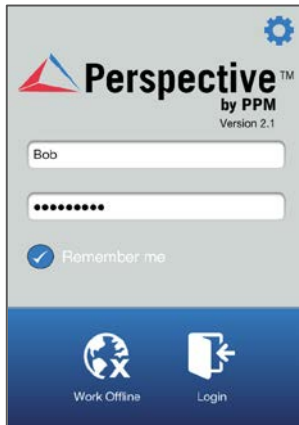 Perspective™
by PPM
Version 2.1
Bob
•••••••••
Remember me
Work Offline
Login